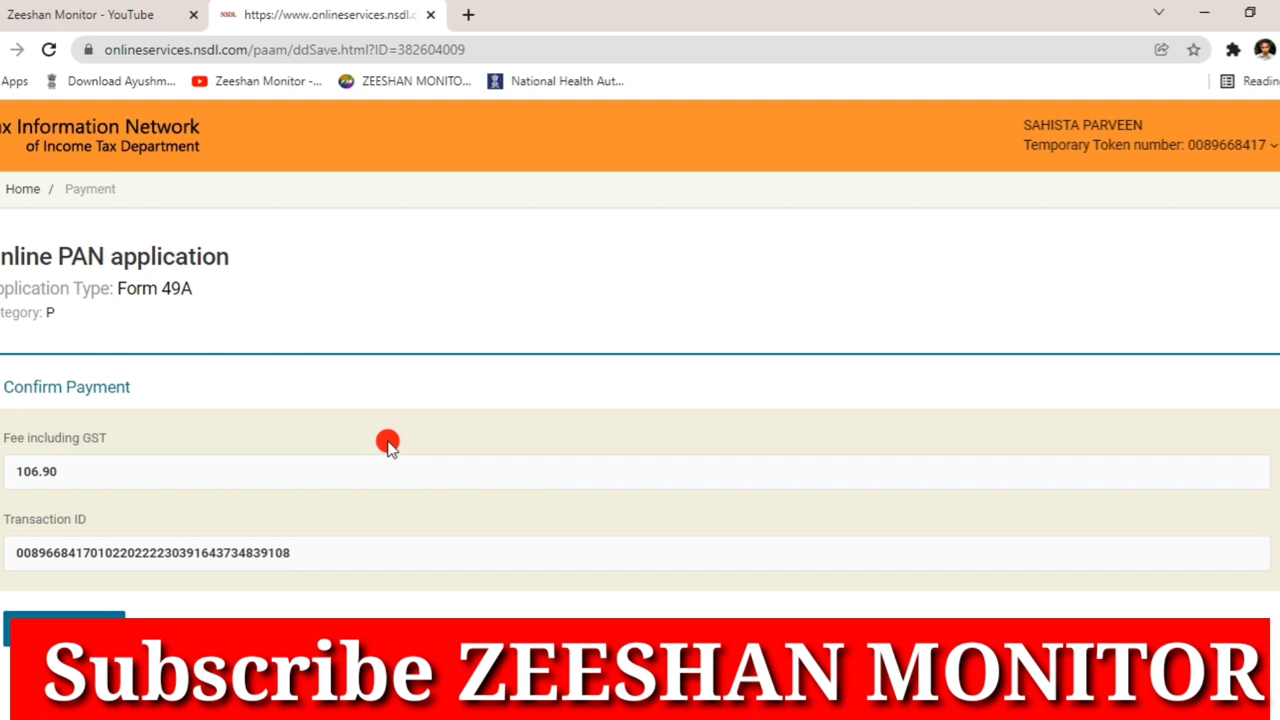 Zeeshan Monitor - YouTube
NSDL https://www.onlineservices.nsdl.c
onlineservices.nsdl.com/paam/ddSave.html?ID=382604009
Apps Download Ayushm... Zeeshan Monitor -... ZEESHAN MONITO... National Health Aut... Readin
ax Information Network
of Income Tax Department
SAHISTA PARVEEN
Temporary Token number: 0089668417
Home / Payment
nline PAN application
pplication Type: Form 49A
tegory: P
Confirm Payment
Fee including GST
106.90
Transaction ID
008966841701022022230391643734839108
Subscribe ZEESHAN MONITOR